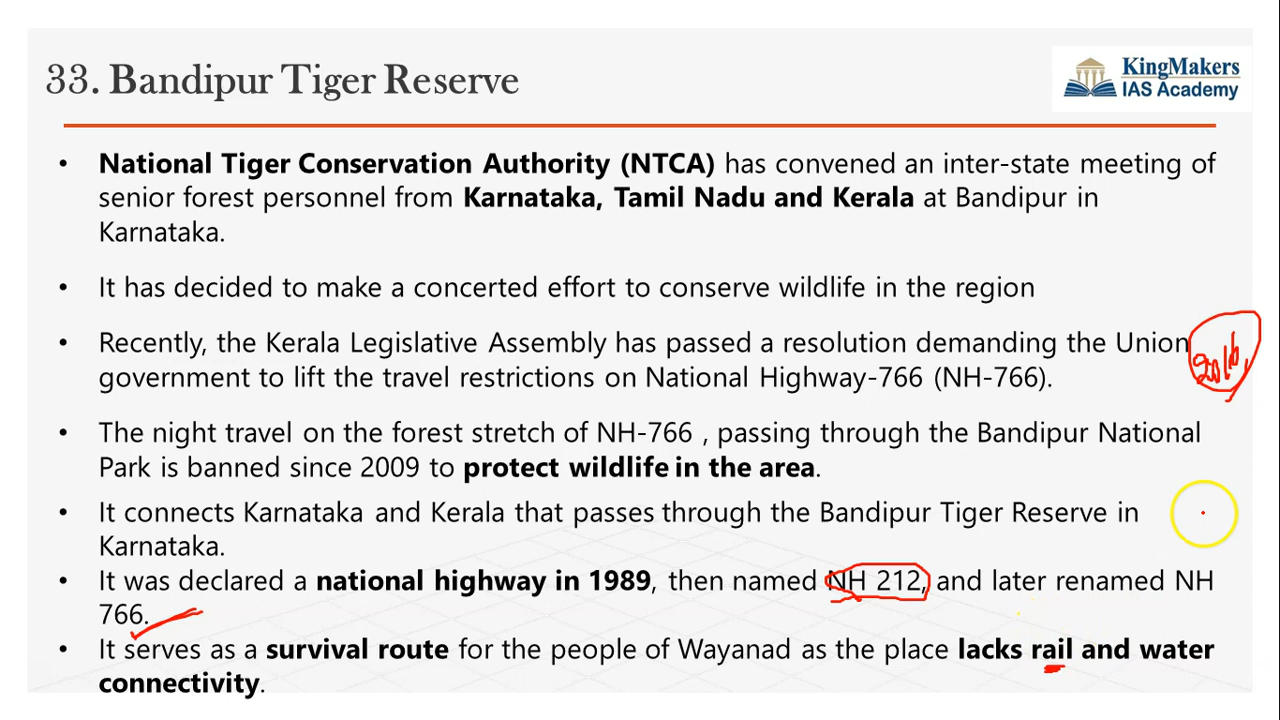 33. Bandipur Tiger Reserve
KingMakers
IAS Academy
• National Tiger Conservation Authority (NTCA) has convened an inter-state meeting of
senior forest personnel from Karnataka, Tamil Nadu and Kerala at Bandipur in
Karnataka.
• It has decided to make a concerted effort to conserve wildlife in the region
• Recently, the Kerala Legislative Assembly has passed a resolution demanding the Union
2016,
government to lift the travel restrictions on National Highway-766 (NH-766).
• The night travel on the forest stretch of NH-766 , passing through the Bandipur National
Park is banned since 2009 to protect wildlife in the area.
• It connects Karnataka and Kerala that passes through the Bandipur Tiger Reserve in
Karnataka.
• It was declared a national highway in 1989, then named NH 212, and later renamed NH
766.
• It serves as a survival route for the people of Wayanad as the place lacks rail and water
connectivity.